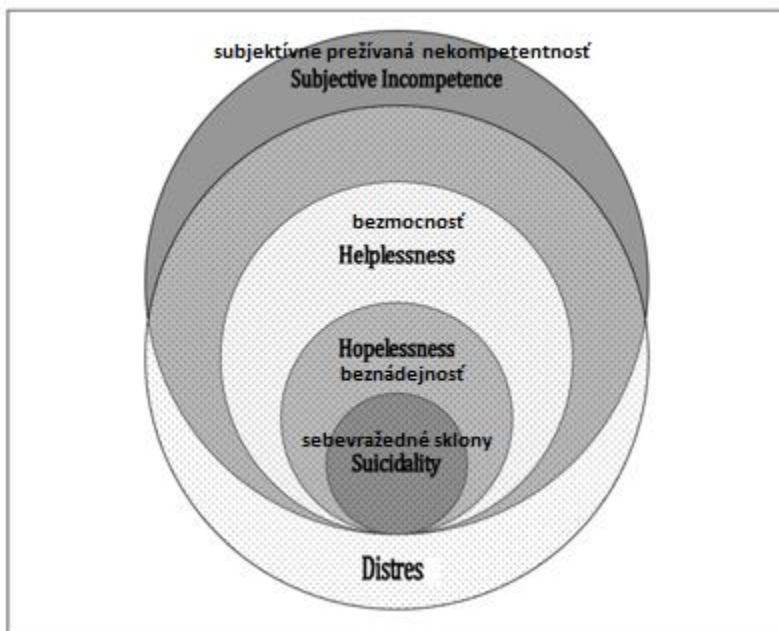 subjektívne prežívaná nekompetentnosť
Subjective Incompetence
bezmocnosť
Helplessness
Hopelessness
beznádejnosť
sebevražedné sklony
Suicidality
Distres